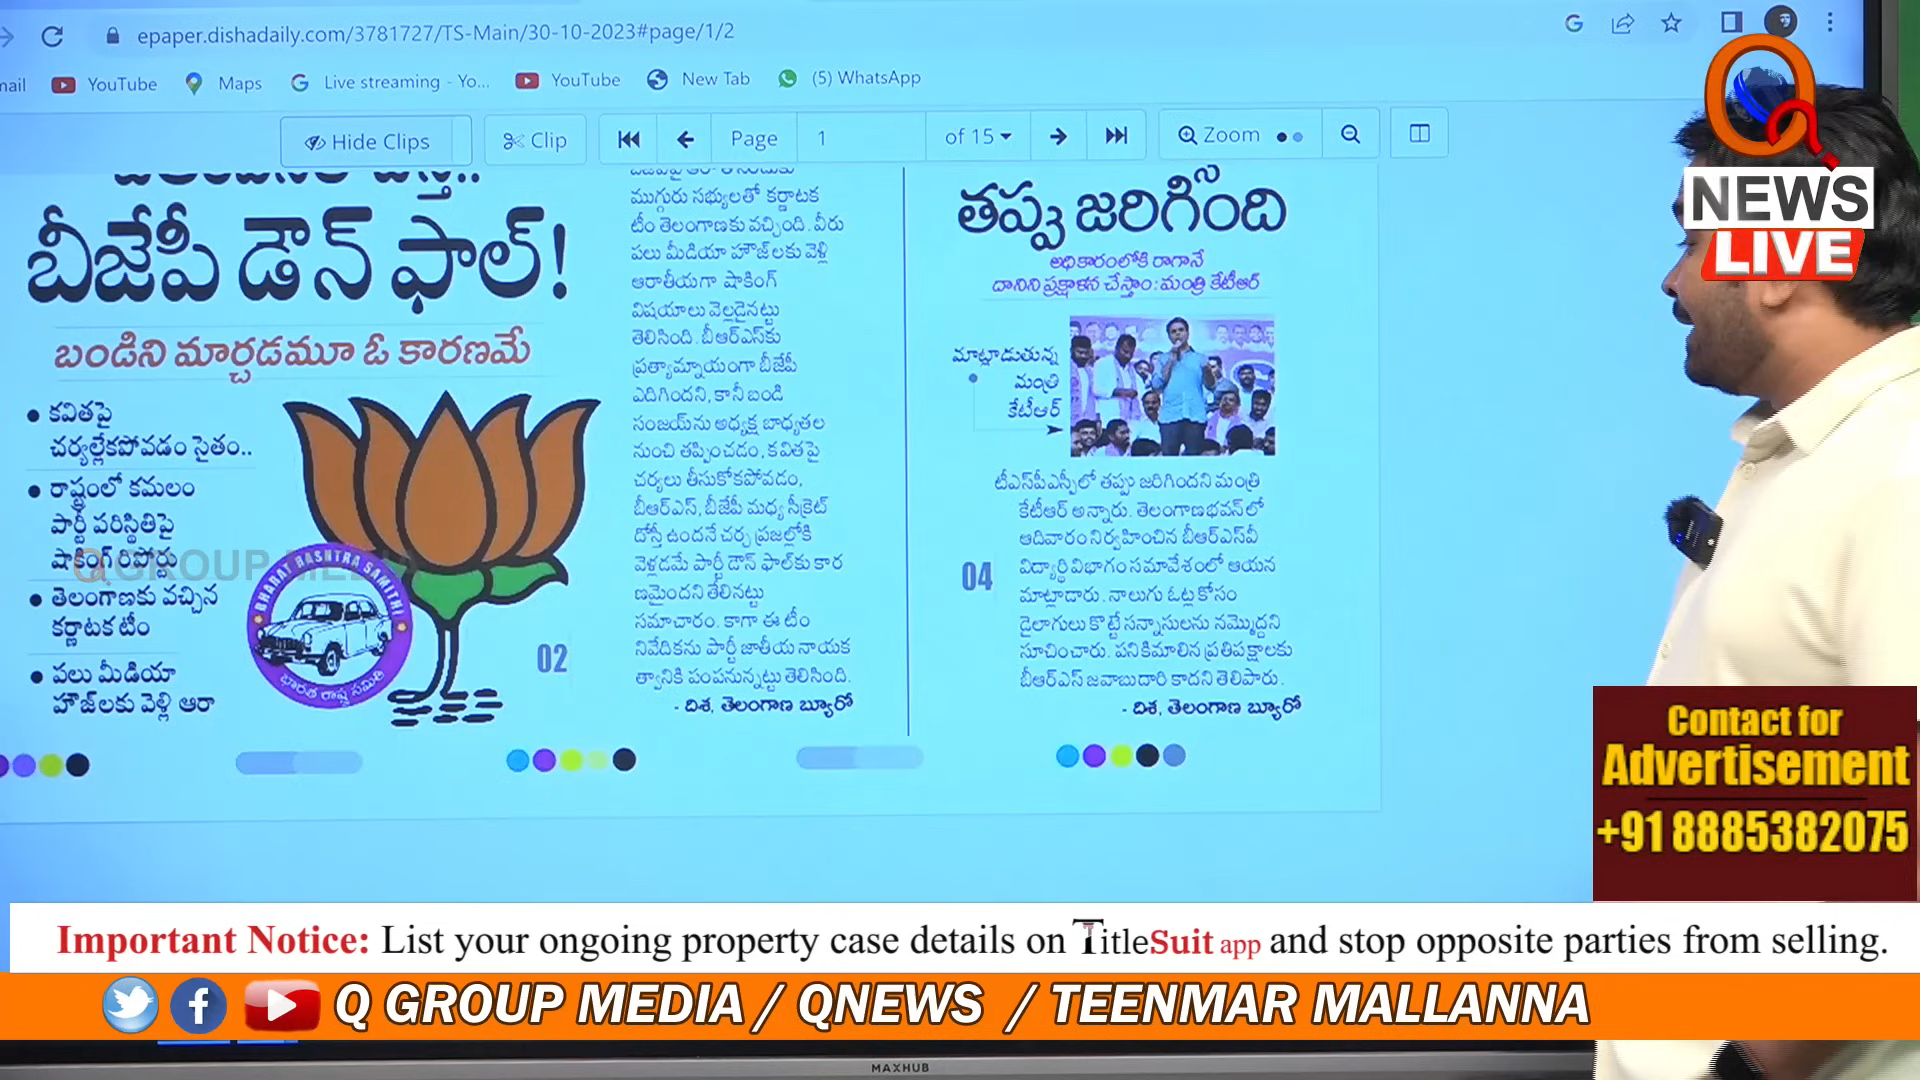 epaper.dishadaily.com/3781727/TS-Main/30-10-2023#page/1/2
mail YouTube Maps Live streaming - Yo... YouTube New Tab (5) WhatsApp
Hide Clips Clip Page 1 of 15 Zoom
బీజేపీ డౌన్ ఫాల్!
బండిని మార్చడమూ ఓ కారణమే
• కవితపై
చర్యల్లేకపోవడం సైతం..
• రాష్ట్రంలో కమలం
పార్టీ పరిస్థితిపై
షాకింగ్ రిపోర్టు
• తెలంగాణకు వచ్చిన
కర్ణాటక టీం
• పలు మీడియా
హౌజ్‌లకు వెళ్లి ఆరా
Q GROUP MEDIA
BHARAT RASHTRA SAMITHI
భారత రాష్ట్ర సమితి
02
ముగ్గురు సభ్యులతో కర్ణాటక
టీం తెలంగాణకు వచ్చింది. వీరు
పలు మీడియా హౌజ్‌లకు వెళ్లి
ఆరాతీయగా షాకింగ్
విషయాలు వెల్లడైనట్టు
తెలిసింది. బీఆర్ఎస్‌కు
ప్రత్యామ్నాయంగా బీజేపీ
ఎదిగిందని, కానీ బండి
సంజయ్‌ను అధ్యక్ష బాధ్యతల
నుంచి తప్పించడం, కవితపై
చర్యలు తీసుకోకపోవడం,
బీఆర్ఎస్, బీజేపీ మధ్య సీక్రెట్
దోస్తీ ఉందనే చర్చ ప్రజల్లోకి
వెళ్లడమే పార్టీ డౌన్ ఫాల్‌కు కార
ణమైందని తేలినట్టు
సమాచారం. కాగా ఈ టీం
నివేదికను పార్టీ జాతీయ నాయక
త్వానికి పంపనున్నట్టు తెలిసింది.
- దిశ, తెలంగాణ బ్యూరో
తప్పు జరిగింది
అధికారంలోకి రాగానే
దానిని ప్రక్షాళన చేస్తాం: మంత్రి కేటీఆర్
మాట్లాడుతున్న
మంత్రి
కేటీఆర్
టీఎస్‌పీఎస్సీలో తప్పు జరిగిందని మంత్రి
కేటీఆర్ అన్నారు. తెలంగాణభవన్‌లో
ఆదివారం నిర్వహించిన బీఆర్ఎస్‌వీ
విద్యార్థి విభాగం సమావేశంలో ఆయన
మాట్లాడారు. నాలుగు ఓట్ల కోసం
డైలాగులు కొట్టే సన్నాసులను నమ్మొద్దని
సూచించారు. పనికిమాలిన ప్రతిపక్షాలకు
బీఆర్ఎస్ జవాబుదారి కాదని తెలిపారు.
- దిశ, తెలంగాణ బ్యూరో
04
Q
NEWS
LIVE
Contact for
Advertisement
+91 8885382075
Important Notice: List your ongoing property case details on TitleSuit app and stop opposite parties from selling.
Q GROUP MEDIA / QNEWS / TEENMAR MALLANNA
MAXHUB